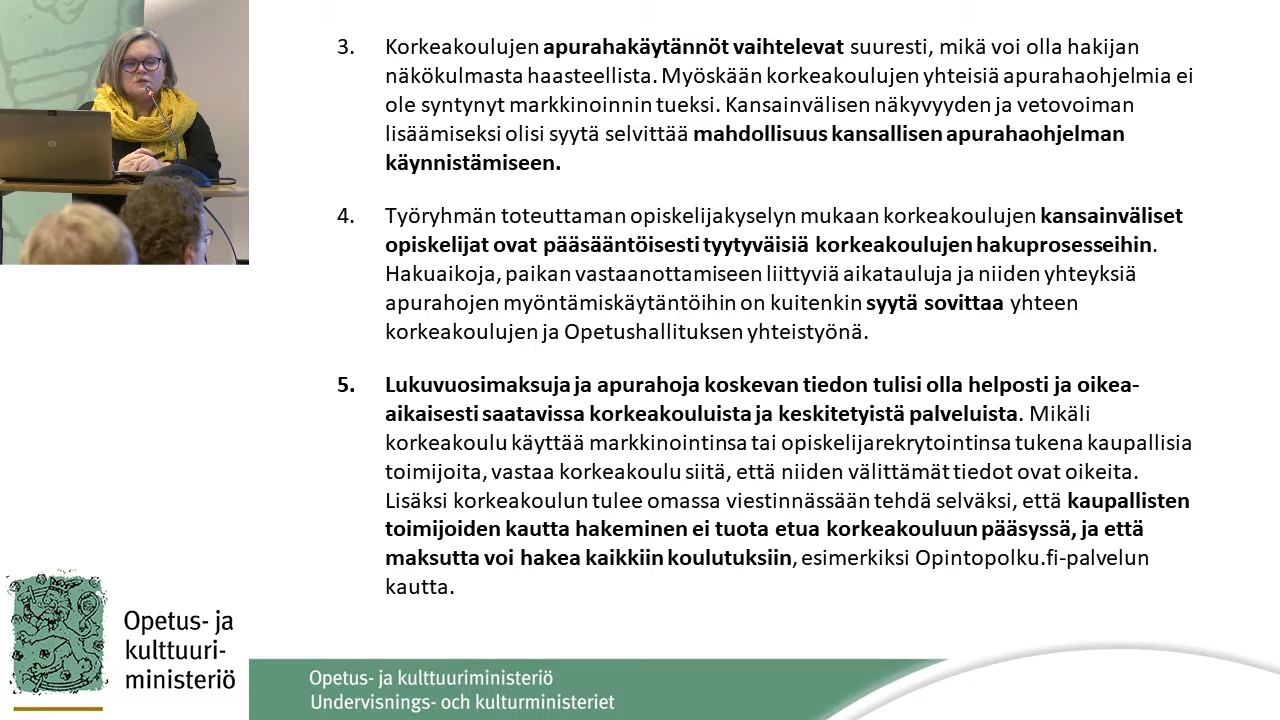 3. Korkeakoulujen apurahakäytännöt vaihtelevat suuresti, mikä voi olla hakijan
näkökulmasta haasteellista. Myöskään korkeakoulujen yhteisiä apurahaohjelmia ei
ole syntynyt markkinoinnin tueksi. Kansainvälisen näkyvyyden ja vetovoiman
lisäämiseksi olisi syytä selvittää mahdollisuus kansallisen apurahaohjelman
käynnistämiseen.
4. Työryhmän toteuttaman opiskelijakyselyn mukaan korkeakoulujen kansainväliset
opiskelijat ovat pääsääntöisesti tyytyväisiä korkeakoulujen hakuprosesseihin.
Hakuaikoja, paikan vastaanottamiseen liittyviä aikatauluja ja niiden yhteyksiä
apurahojen myöntämiskäytäntöihin on kuitenkin syytä sovittaa yhteen
korkeakoulujen ja Opetushallituksen yhteistyönä.
5. Lukuvuosimaksuja ja apurahoja koskevan tiedon tulisi olla helposti ja oikea-
aikaisesti saatavissa korkeakouluista ja keskitetyistä palveluista. Mikäli
korkeakoulu käyttää markkinointinsa tai opiskelijarekrytointinsa tukena kaupallisia
toimijoita, vastaa korkeakoulu siitä, että niiden välittämät tiedot ovat oikeita.
Lisäksi korkeakoulun tulee omassa viestinnässään tehdä selväksi, että kaupallisten
toimijoiden kautta hakeminen ei tuota etua korkeakouluun pääsyssä, ja että
maksutta voi hakea kaikkiin koulutuksiin, esimerkiksi Opintopolku.fi-palvelun
kautta.
Opetus- ja
kulttuuri-
ministeriö
Opetus- ja kulttuuriministeriö
Undervisnings- och kulturministeriet